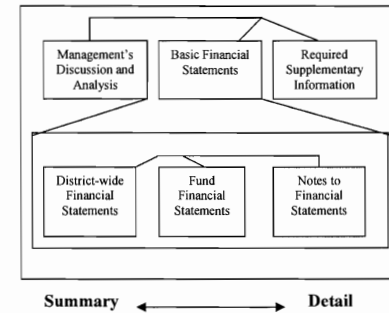 Management's
Discussion and
Analysis
Basic Financial
Statements
Required
Supplementary
Information
District-wide
Financial
Statements
Fund
Financial
Statements
Notes to
Financial
Statements
Summary
Detail